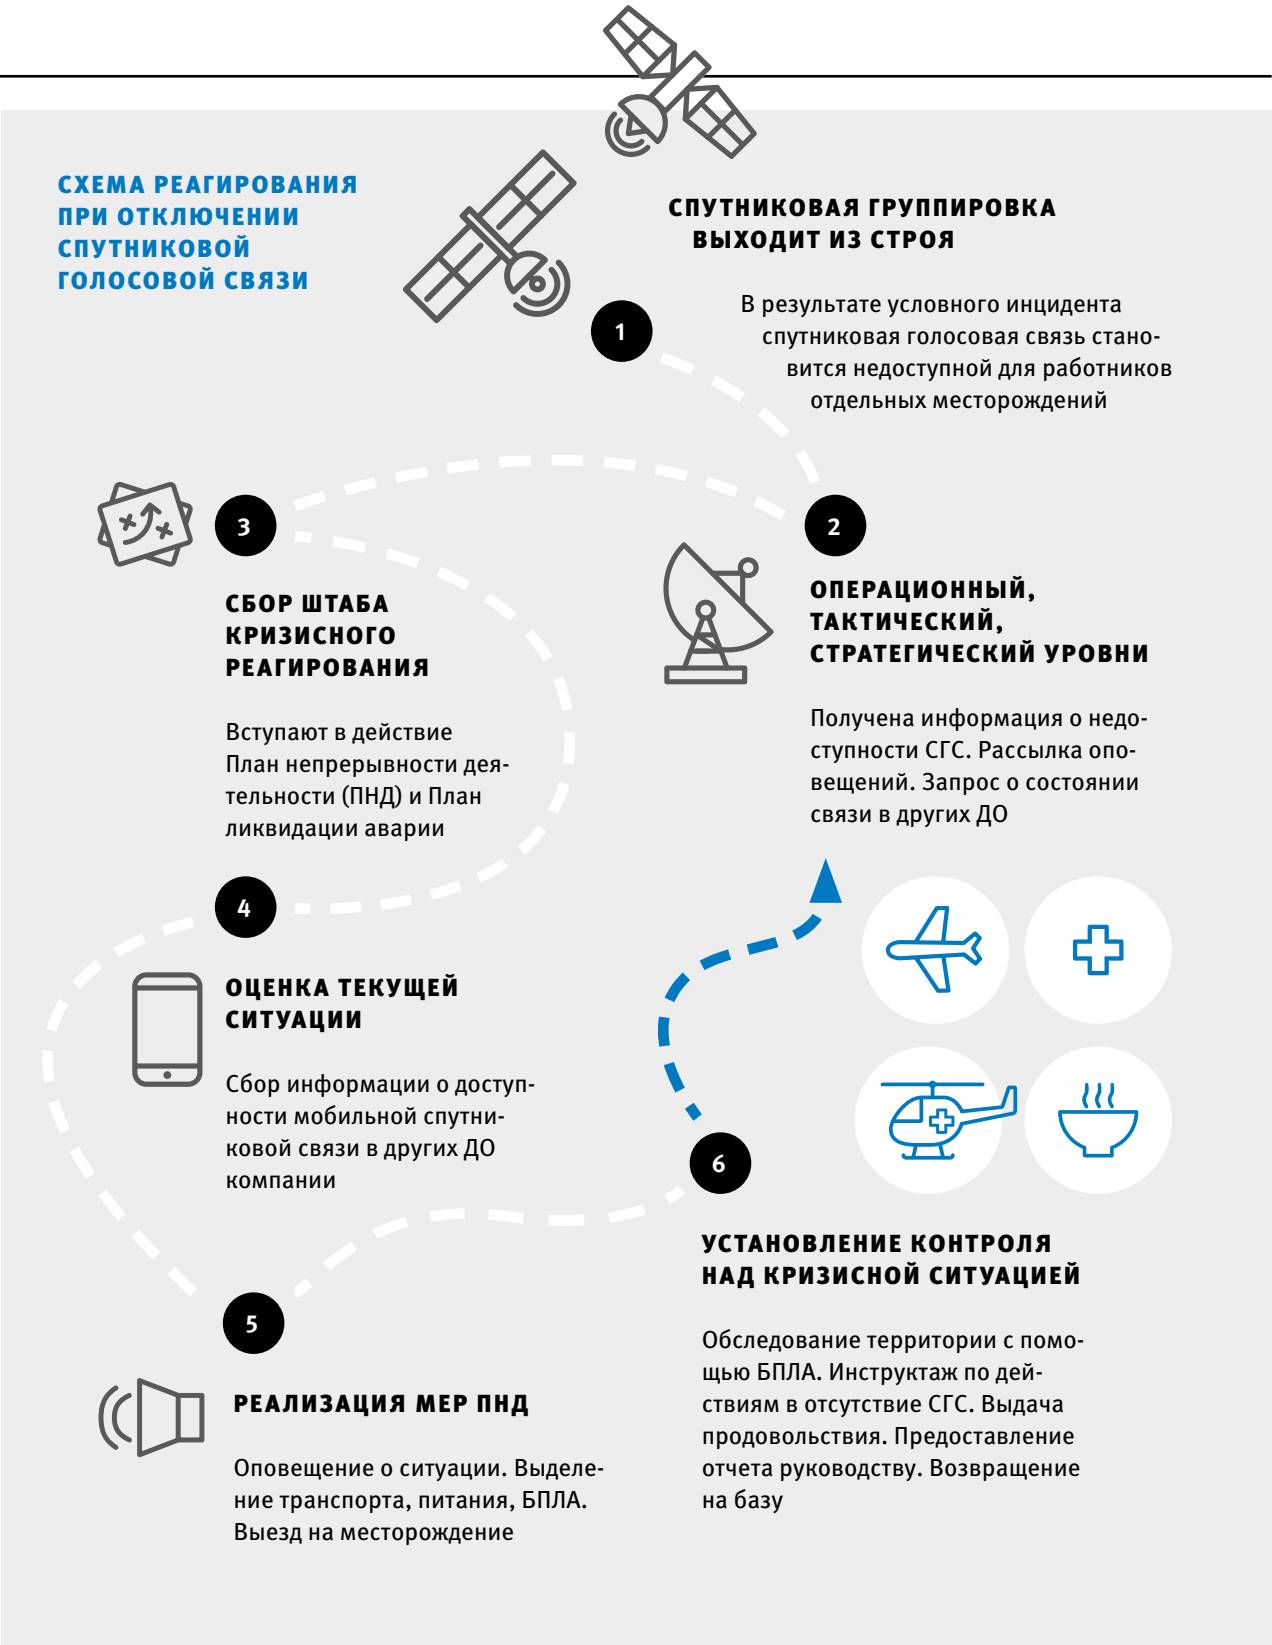 СХЕМА РЕАГИРОВАНИЯ
ПРИ ОТКЛЮЧЕНИИ
СПУТНИКОВОЙ
ГОЛОСОВОЙ СВЯЗИ
1
СПУТНИКОВАЯ ГРУППИРОВКА
ВЫХОДИТ ИЗ СТРОЯ
В результате условного инцидента
спутниковая голосовая связь стано-
вится недоступной для работников
отдельных месторождений
2
ОПЕРАЦИОННЫЙ,
ТАКТИЧЕСКИЙ,
СТРАТЕГИЧЕСКИЙ УРОВНИ
Получена информация о недо-
ступности СГС. Рассылка опо-
вещений. Запрос о состоянии
связи в других ДО
3
СБОР ШТАБА
КРИЗИСНОГО
РЕАГИРОВАНИЯ
Вступают в действие
План непрерывности дея-
тельности (ПНД) и План
ликвидации аварии
4
ОЦЕНКА ТЕКУЩЕЙ
СИТУАЦИИ
Сбор информации о доступ-
ности мобильной спутни-
ковой связи в других ДО
компании
5
РЕАЛИЗАЦИЯ МЕР ПНД
Оповещение о ситуации. Выделе-
ние транспорта, питания, БПЛА.
Выезд на месторождение
6
УСТАНОВЛЕНИЕ КОНТРОЛЯ
НАД КРИЗИСНОЙ СИТУАЦИЕЙ
Обследование территории с помо-
щью БПЛА. Инструктаж по дей-
ствиям в отсутствие СГС. Выдача
продовольствия. Предоставление
отчета руководству. Возвращение
на базу